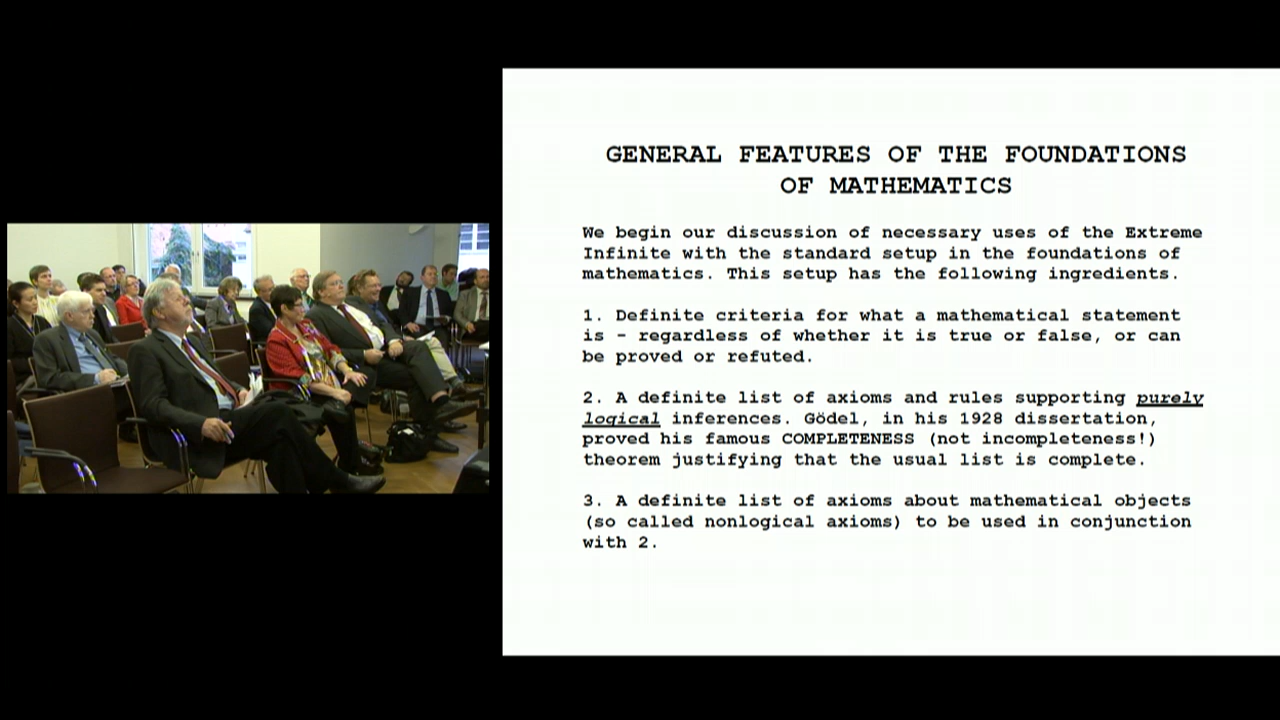 GENERAL FEATURES OF THE FOUNDATIONS
OF MATHEMATICS
We begin our discussion of necessary uses of the Extreme
Infinite with the standard setup in the foundations of
mathematics. This setup has the following ingredients.
1. Definite criteria for what a mathematical statement
is - regardless of whether it is true or false, or can
be proved or refuted.
2. A definite list of axioms and rules supporting purely
logical inferences. Gödel, in his 1928 dissertation,
proved his famous COMPLETENESS (not incompleteness!)
theorem justifying that the usual list is complete.
3. A definite list of axioms about mathematical objects
(so called nonlogical axioms) to be used in conjunction
with 2.